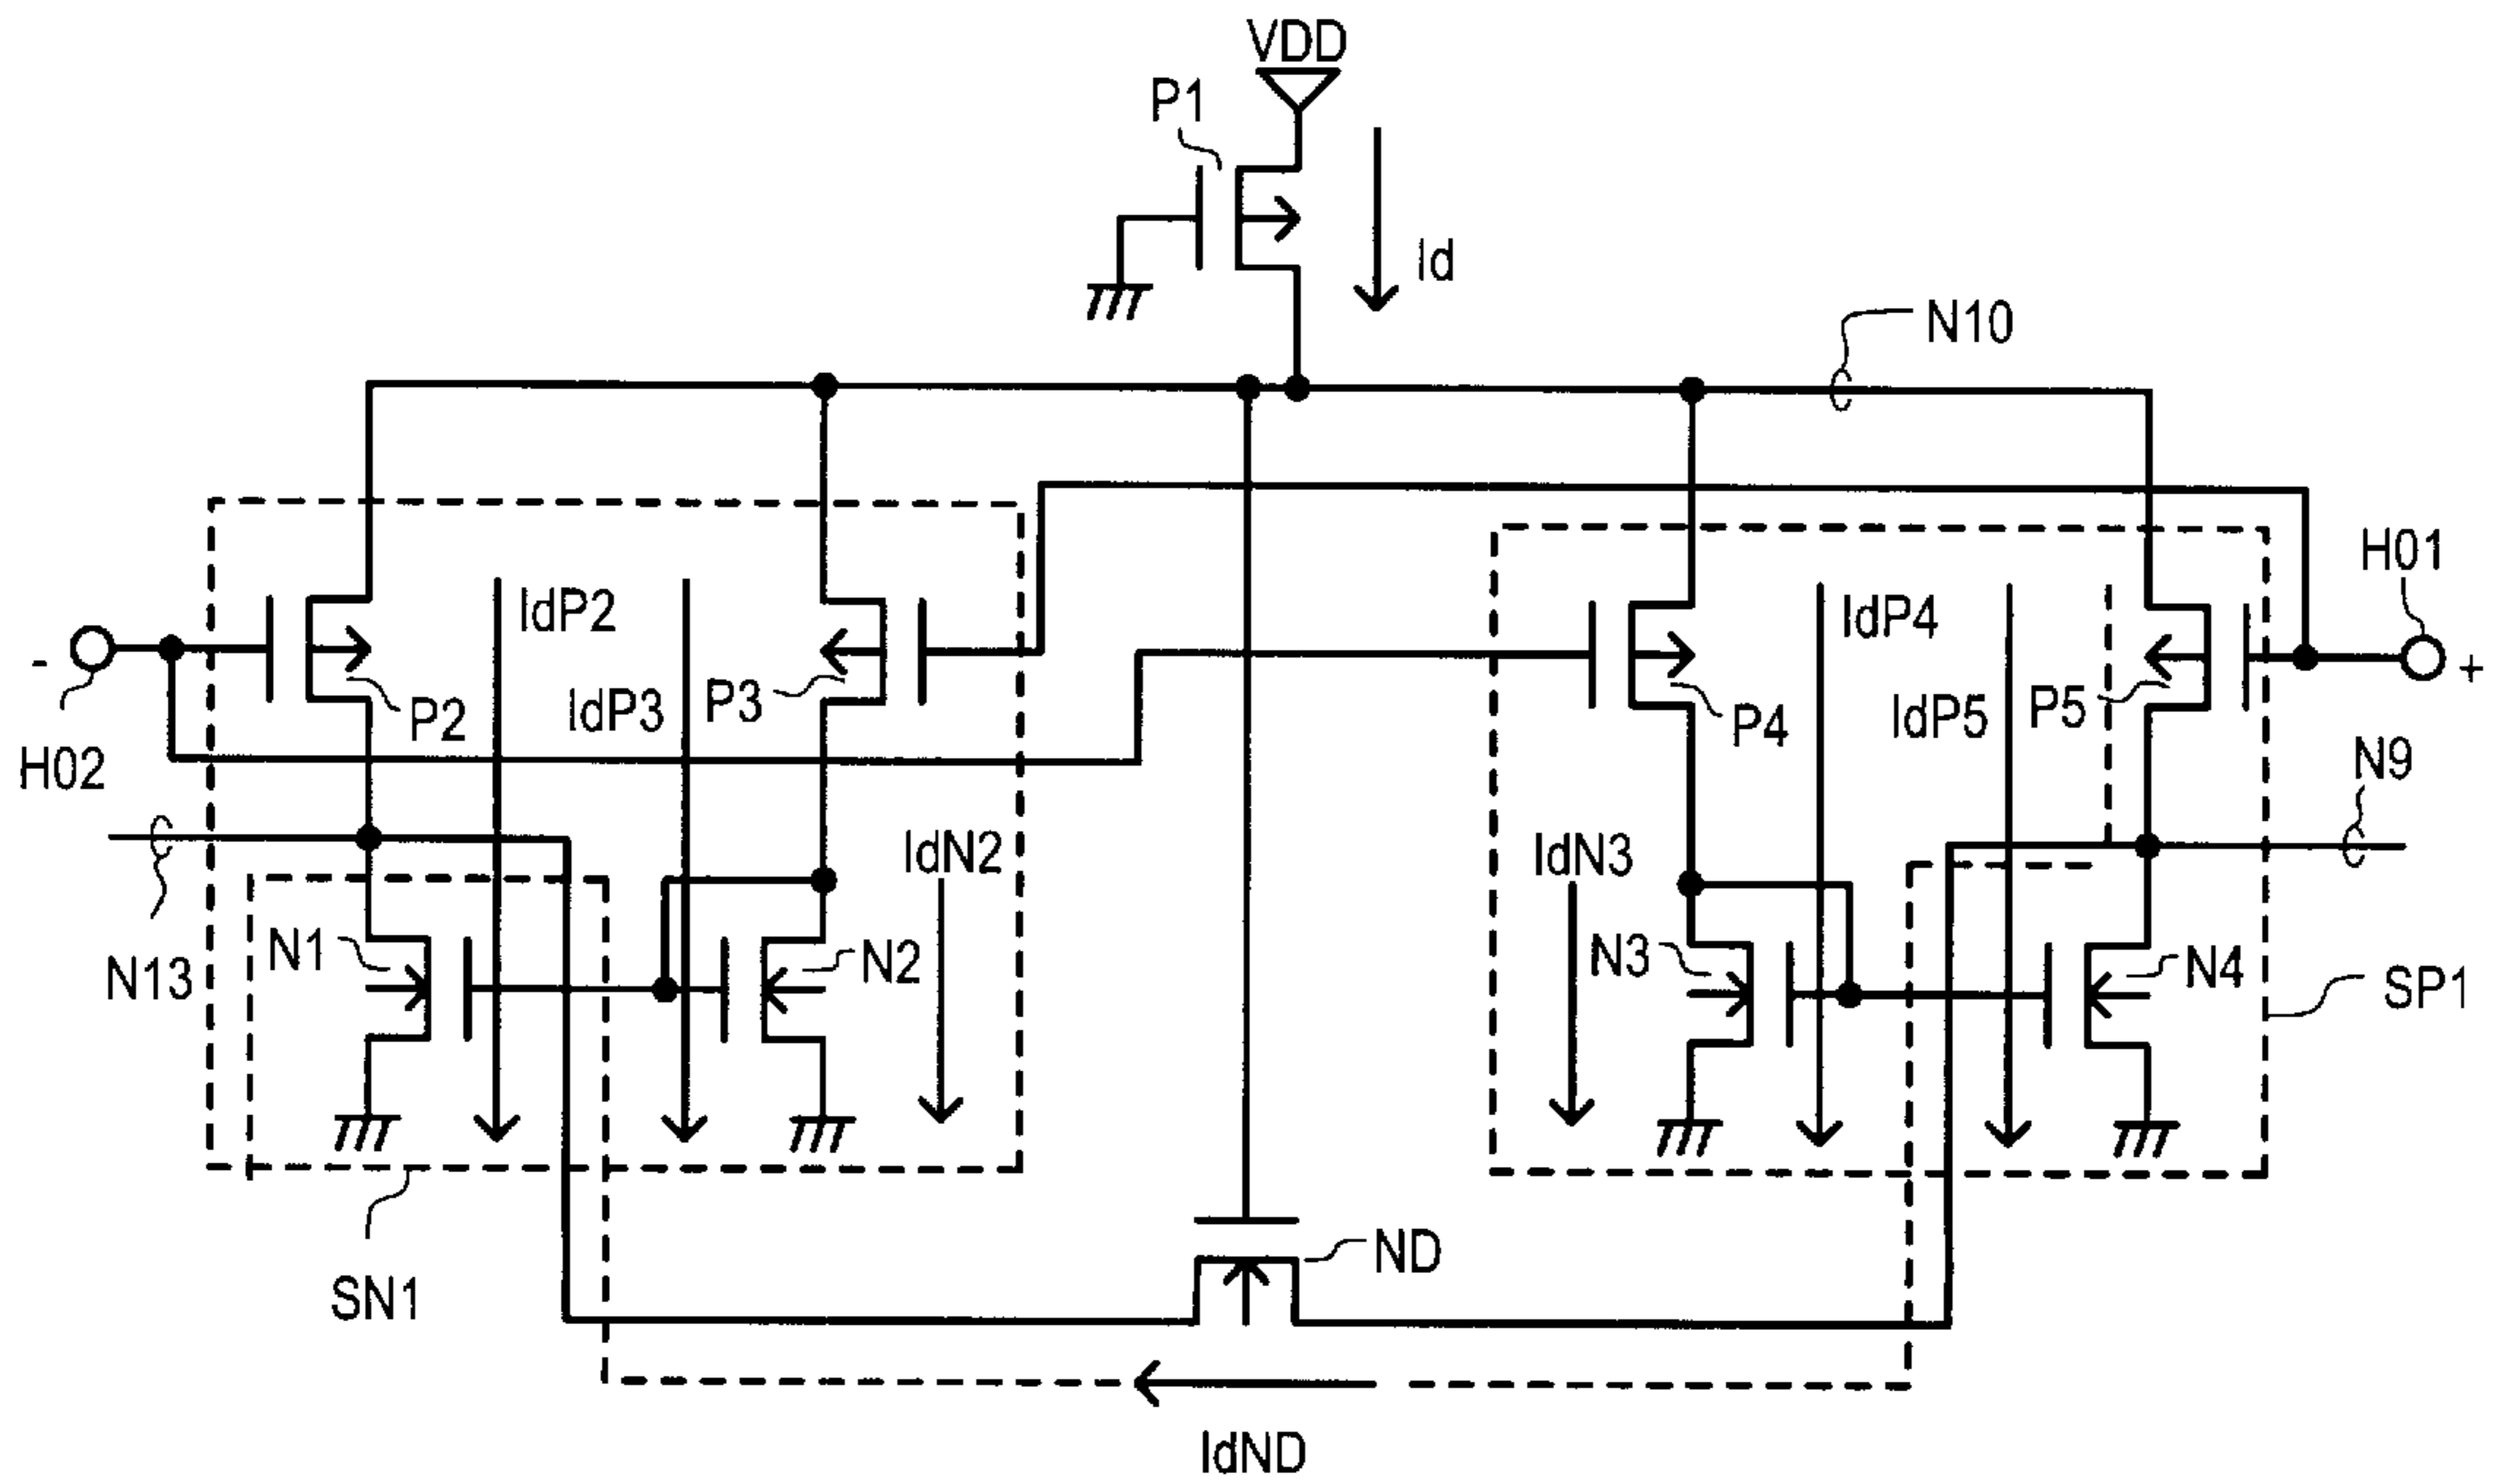 VDD
P1
Id
N10
H01
IdP2
IdP4
IdP3
P3
P2
P4
IdP5
P5
-
+
H02
N9
IdN2
IdN3
N1
N2
N3
N4
N13
SP1
ND
SN1
IdND